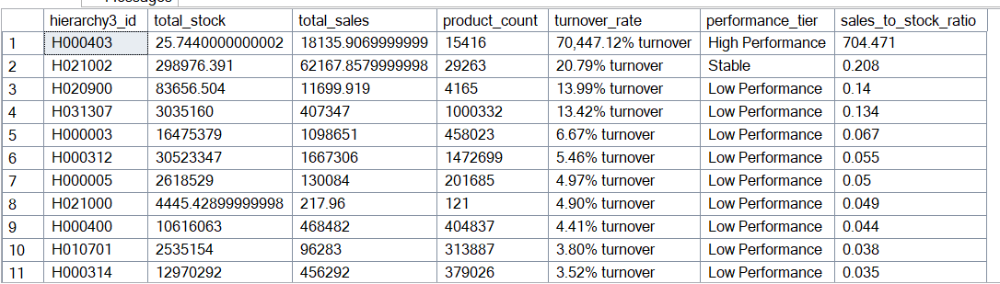 hierarchy3_id total_stock total_sales product_count turnover_rate performance_tier sales_to_stock_ratio
1 H000403 25.7440000000002 18135.9069999999 15416 70,447.12% turnover High Performance 704.471
2 H021002 298976.391 62167.8579999998 29263 20.79% turnover Stable 0.208
3 H020900 83656.504 11699.919 4165 13.99% turnover Low Performance 0.14
4 H031307 3035160 407347 1000332 13.42% turnover Low Performance 0.134
5 H000003 16475379 1098651 458023 6.67% turnover Low Performance 0.067
6 H000312 30523347 1667306 1472699 5.46% turnover Low Performance 0.055
7 H000005 2618529 130084 201685 4.97% turnover Low Performance 0.05
8 H021000 4445.42899999998 217.96 121 4.90% turnover Low Performance 0.049
9 H000400 10616063 468482 404837 4.41% turnover Low Performance 0.044
10 H010701 2535154 96283 313887 3.80% turnover Low Performance 0.038
11 H000314 12970292 456292 379026 3.52% turnover Low Performance 0.035